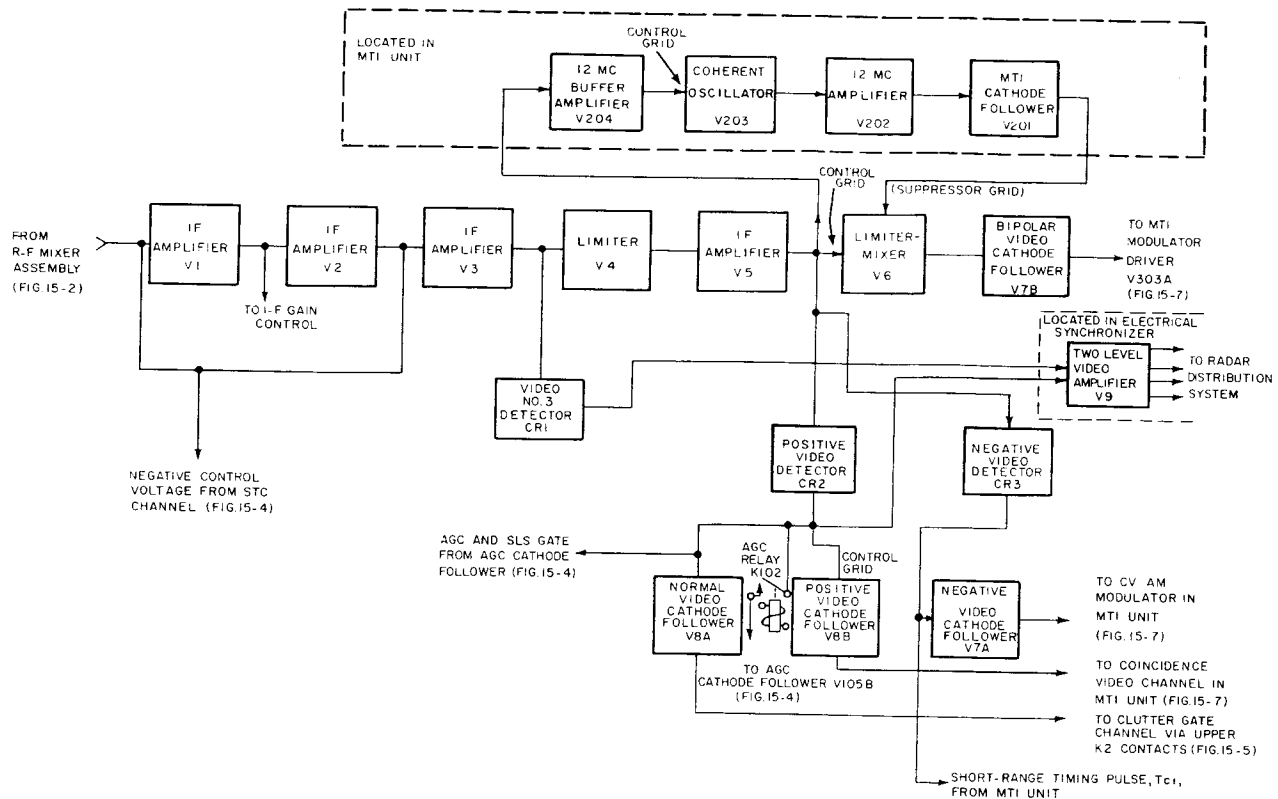 LOCATED IN
MTI UNIT
CONTROL
GRID
12 MC
BUFFER
AMPLIFIER
V204
COHERENT
OSCILLATOR
V203
12 MC
AMPLIFIER
V202
MTI
CATHODE
FOLLOWER
V201
CONTROL
GRID
(SUPPRESSOR GRID)
FROM
R-F MIXER
ASSEMBLY
(FIG.15-2)
IF
AMPLIFIER
V1
IF
AMPLIFIER
V2
IF
AMPLIFIER
V3
LIMITER
V4
IF
AMPLIFIER
V5
LIMITER-
MIXER
V6
BIPOLAR
VIDEO
CATHODE
FOLLOWER
V7B
TO MTI
MODULATOR
DRIVER
V303A
(FIG.15-7)
TO I-F GAIN
CONTROL
LOCATED IN ELECTRICAL
SYNCHRONIZER
TWO LEVEL
VIDEO
AMPLIFIER
V9
TO RADAR
DISTRIBUTION
SYSTEM
VIDEO
NO.3
DETECTOR
CR1
POSITIVE
VIDEO
DETECTOR
CR2
NEGATIVE
VIDEO
DETECTOR
CR3
NEGATIVE CONTROL
VOLTAGE FROM STC
CHANNEL (FIG.15-4)
AGC AND SLS GATE
FROM AGC CATHODE
FOLLOWER (FIG.15-4)
AGC
RELAY
K102
CONTROL
GRID
NORMAL
VIDEO
CATHODE
FOLLOWER
V8A
POSITIVE
VIDEO
CATHODE
FOLLOWER
V8B
NEGATIVE
VIDEO
CATHODE
FOLLOWER
V7A
TO CV AM
MODULATOR IN
MTI UNIT
(FIG.15-7)
TO AGC
CATHODE FOLLOWER V105B
(FIG.15-4)
TO COINCIDENCE
VIDEO CHANNEL IN
MTI UNIT (FIG.15-7)
TO CLUTTER GATE
CHANNEL VIA UPPER
K2 CONTACTS (FIG.15-5)
SHORT-RANGE TIMING PULSE, Tc1,
FROM MTI UNIT